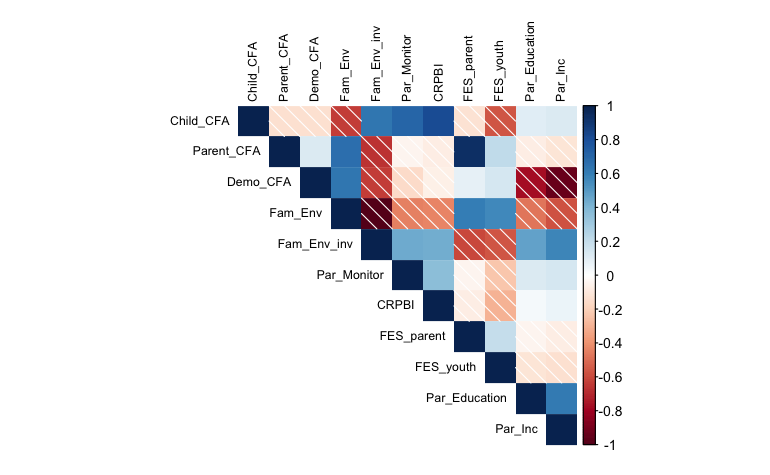 Child_CFA
Parent_CFA
Demo_CFA
Fam_Env
Fam_Env_inv
Par_Monitor
CRPBI
FES_parent
FES_youth
Par_Education
Par_Inc
Child_CFA
Parent_CFA
Demo_CFA
Fam_Env
Fam_Env_inv
Par_Monitor
CRPBI
FES_parent
FES_youth
Par_Education
Par_Inc
1
0.8
0.6
0.4
0.2
0
-0.2
-0.4
-0.6
-0.8
-1